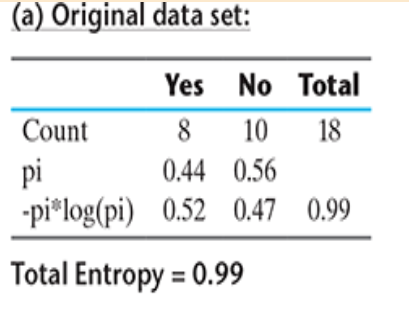 (a) Original data set:
Yes No Total
Count 8 10 18
pi 0.44 0.56
-pi*log(pi) 0.52 0.47 0.99
Total Entropy = 0.99